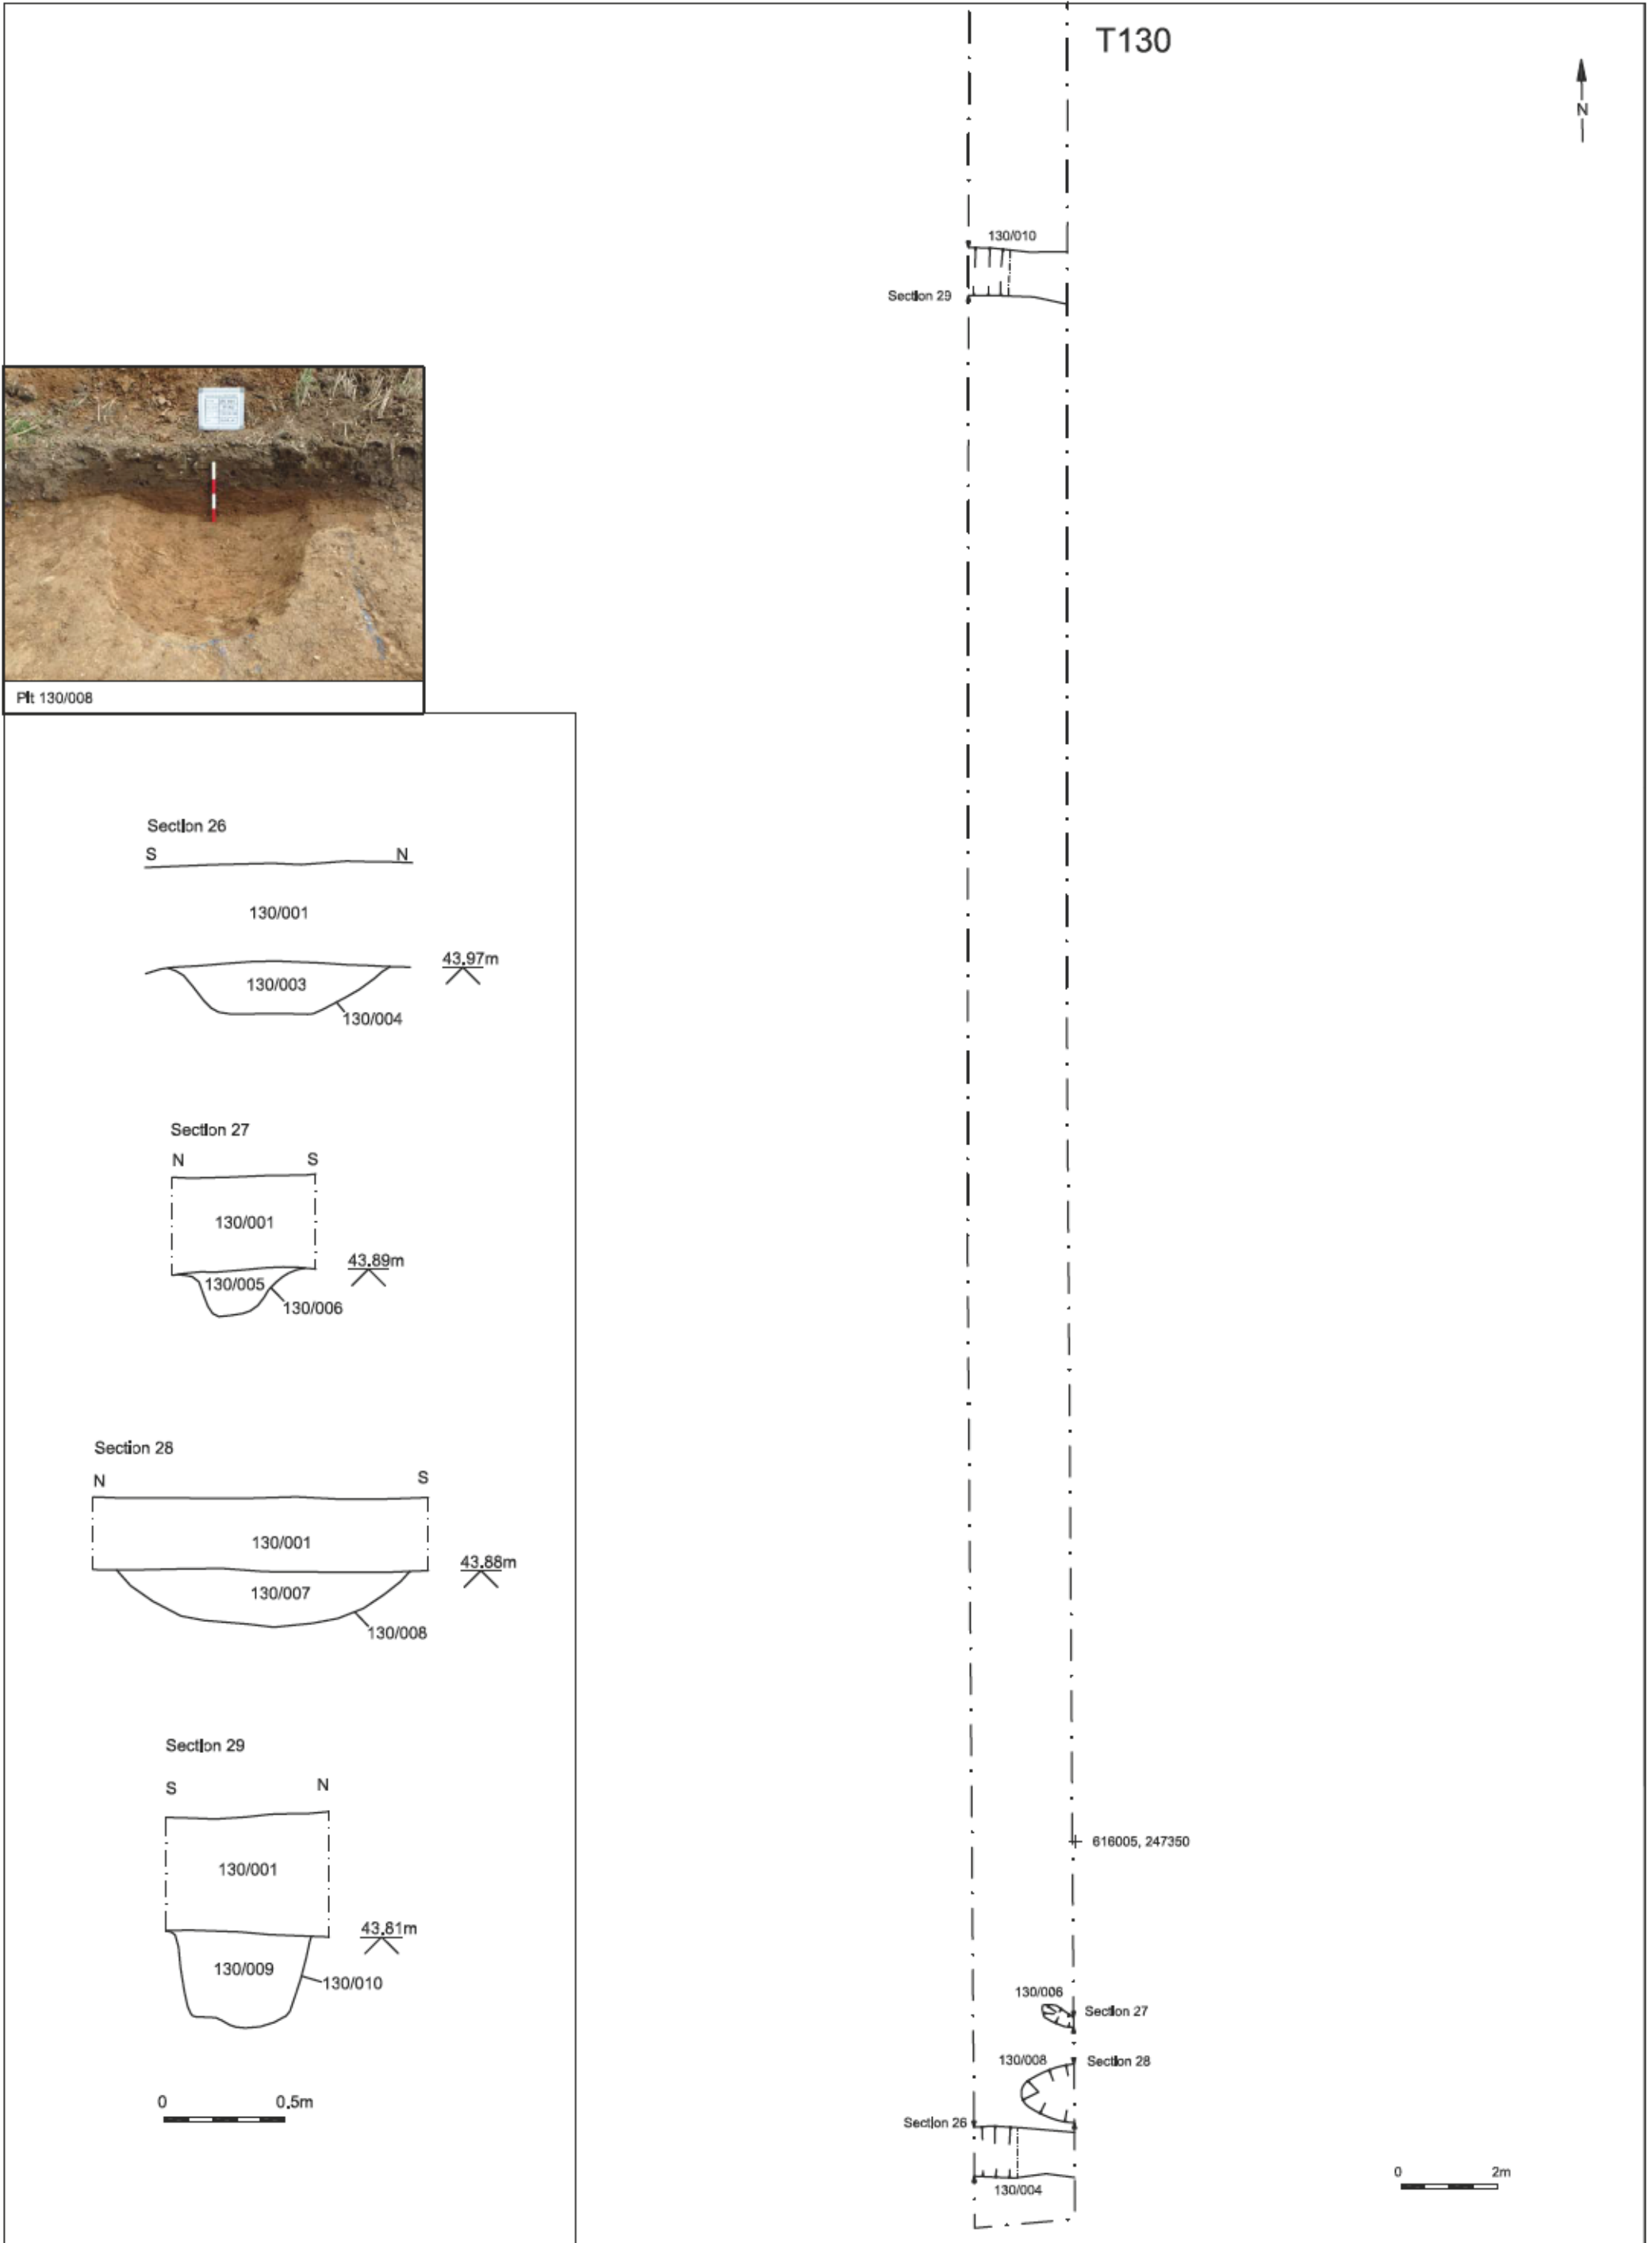 T130
N
130/010
Section 29
Pit 130/008
Section 26
S N
130/001
43.97m
130/003
130/004
Section 27
N S
130/001
43.89m
130/005
130/006
Section 28
N S
130/001
43.88m
130/007
130/008
Section 29
S N
130/001
43.81m
130/009
130/010
0 0.5m
616005, 247350
130/006
Section 27
130/008
Section 28
Section 26
130/004
0 2m